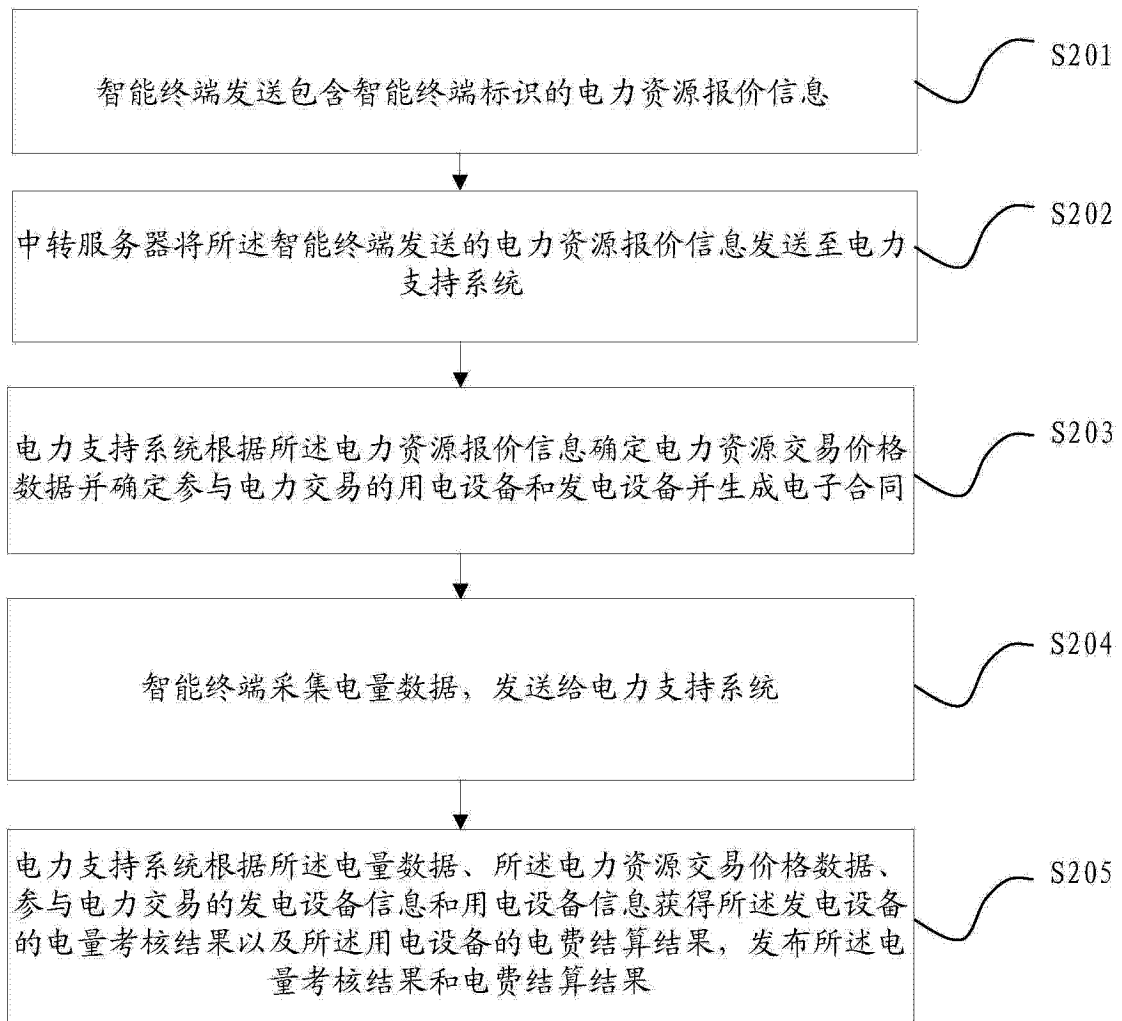 智能终端发送包含智能终端标识的电力资源报价信息
S201
中转服务器将所述智能终端发送的电力资源报价信息发送至电力
支持系统
S202
电力支持系统根据所述电力资源报价信息确定电力资源交易价格
数据并确定参与电力交易的用电设备和发电设备并生成电子合同
S203
智能终端采集电量数据，发送给电力支持系统
S204
电力支持系统根据所述电量数据、所述电力资源交易价格数据、
参与电力交易的发电设备信息和用电设备信息获得所述发电设备
的电量考核结果以及所述用电设备的电费结算结果，发布所述电
量考核结果和电费结算结果
S205